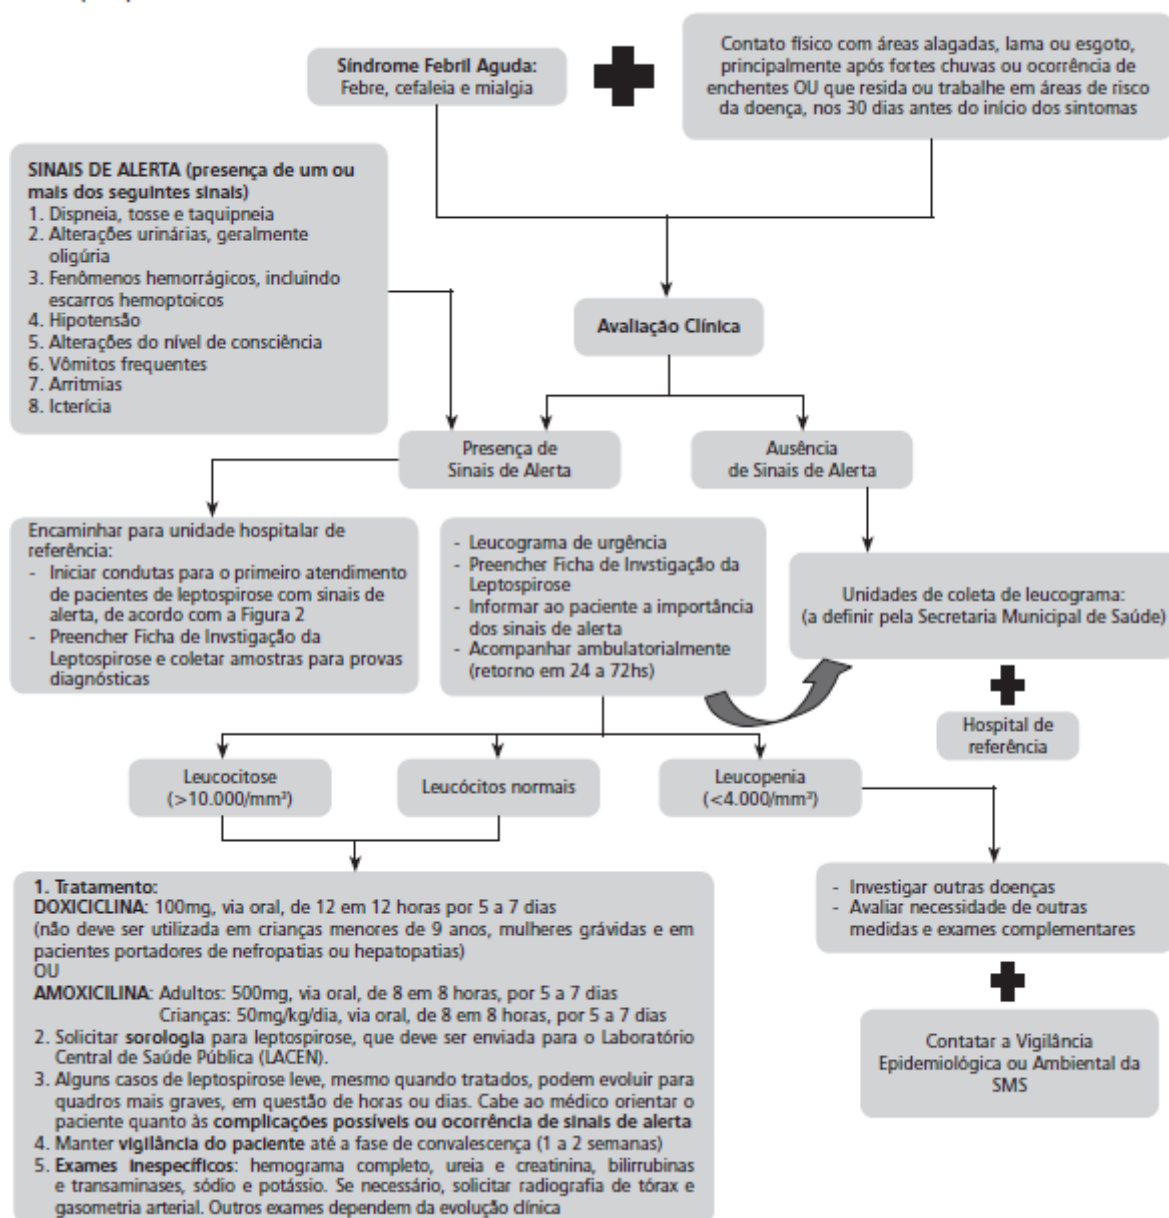 Síndrome Febril Aguda:
Febre, cefaleia e mialgia
Contato físico com áreas alagadas, lama ou esgoto,
principalmente após fortes chuvas ou ocorrência de
enchentes OU que resida ou trabalhe em áreas de risco
da doença, nos 30 dias antes do início dos sintomas
SINAIS DE ALERTA (presença de um ou
mais dos seguintes sinais)
1. Dispneia, tosse e taquipneia
2. Alterações urinárias, geralmente
oligúria
3. Fenômenos hemorrágicos, incluindo
escarros hemoptoicos
4. Hipotensão
5. Alterações do nível de consciência
6. Vômitos frequentes
7. Arritmias
8. Icterícia
Avaliação Clínica
Presença de
Sinais de Alerta
Ausência
de Sinais de Alerta
Encaminhar para unidade hospitalar de
referência:
- Iniciar condutas para o primeiro atendimento
de pacientes de leptospirose com sinais de
alerta, de acordo com a Figura 2
- Preencher Ficha de Invstigação da
Leptospirose e coletar amostras para provas
diagnósticas
- Leucograma de urgência
- Preencher Ficha de Invstigação da
Leptospirose
- Informar ao paciente a importância
dos sinais de alerta
- Acompanhar ambulatorialmente
(retorno em 24 a 72hs)
Unidades de coleta de leucograma:
(a definir pela Secretaria Municipal de Saúde)
Hospital de
referência
Leucocitose
(>10.000/mm³)
Leucócitos normais
Leucopenia
(<4.000/mm³)
1. Tratamento:
DOXICICLINA: 100mg, via oral, de 12 em 12 horas por 5 a 7 dias
(não deve ser utilizada em crianças menores de 9 anos, mulheres grávidas e em
pacientes portadores de nefropatias ou hepatopatias)
OU
AMOXICILINA: Adultos: 500mg, via oral, de 8 em 8 horas, por 5 a 7 dias
Crianças: 50mg/kg/dia, via oral, de 8 em 8 horas, por 5 a 7 dias
2. Solicitar sorologia para leptospirose, que deve ser enviada para o Laboratório
Central de Saúde Pública (LACEN).
3. Alguns casos de leptospirose leve, mesmo quando tratados, podem evoluir para
quadros mais graves, em questão de horas ou dias. Cabe ao médico orientar o
paciente quanto às complicações possíveis ou ocorrência de sinais de alerta
4. Manter vigilância do paciente até a fase de convalescença (1 a 2 semanas)
5. Exames inespecíficos: hemograma completo, ureia e creatinina, bilirrubinas
e transaminases, sódio e potássio. Se necessário, solicitar radiografia de tórax e
gasometria arterial. Outros exames dependem da evolução clínica
- Investigar outras doenças
- Avaliar necessidade de outras
medidas e exames complementares
Contatar a Vigilância
Epidemiológica ou Ambiental da
SMS